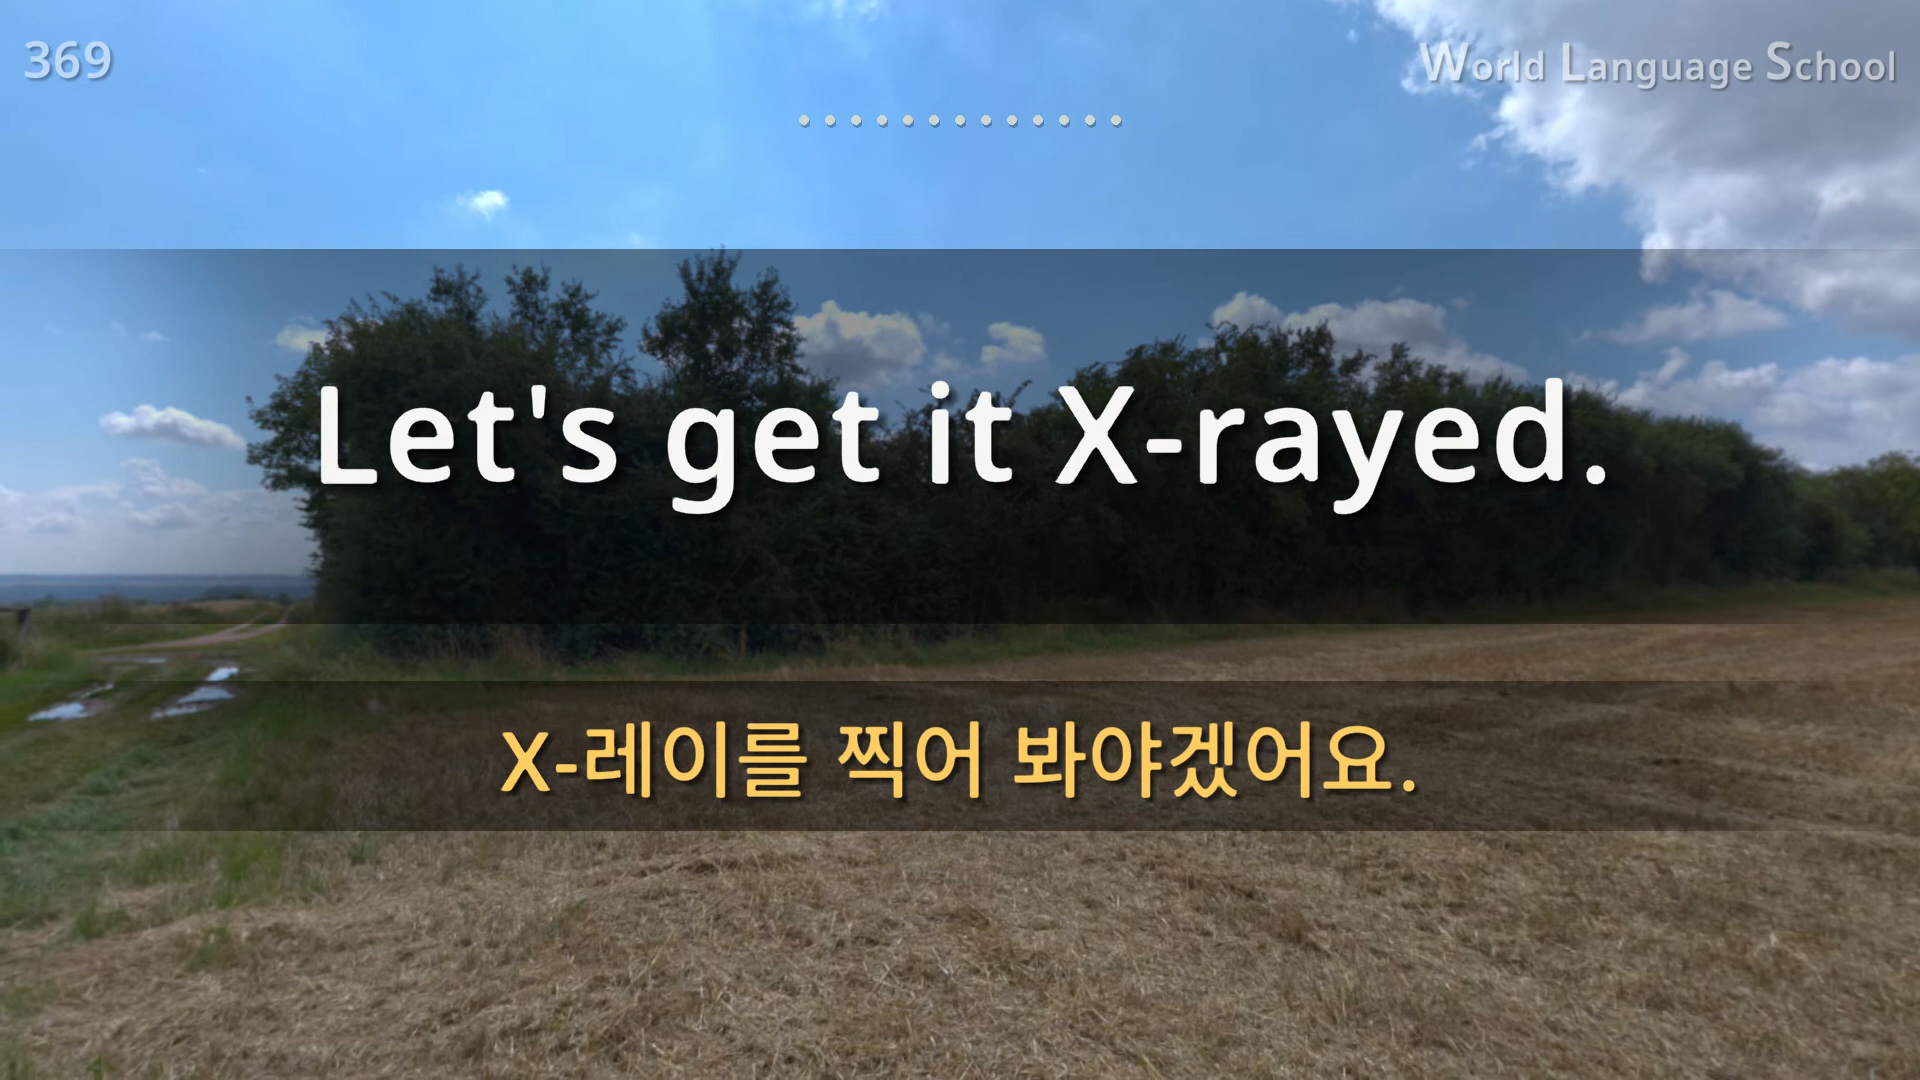 369
World Language School
.............
Let's get it X-rayed.
X-레이를 찍어 봐야겠어요.